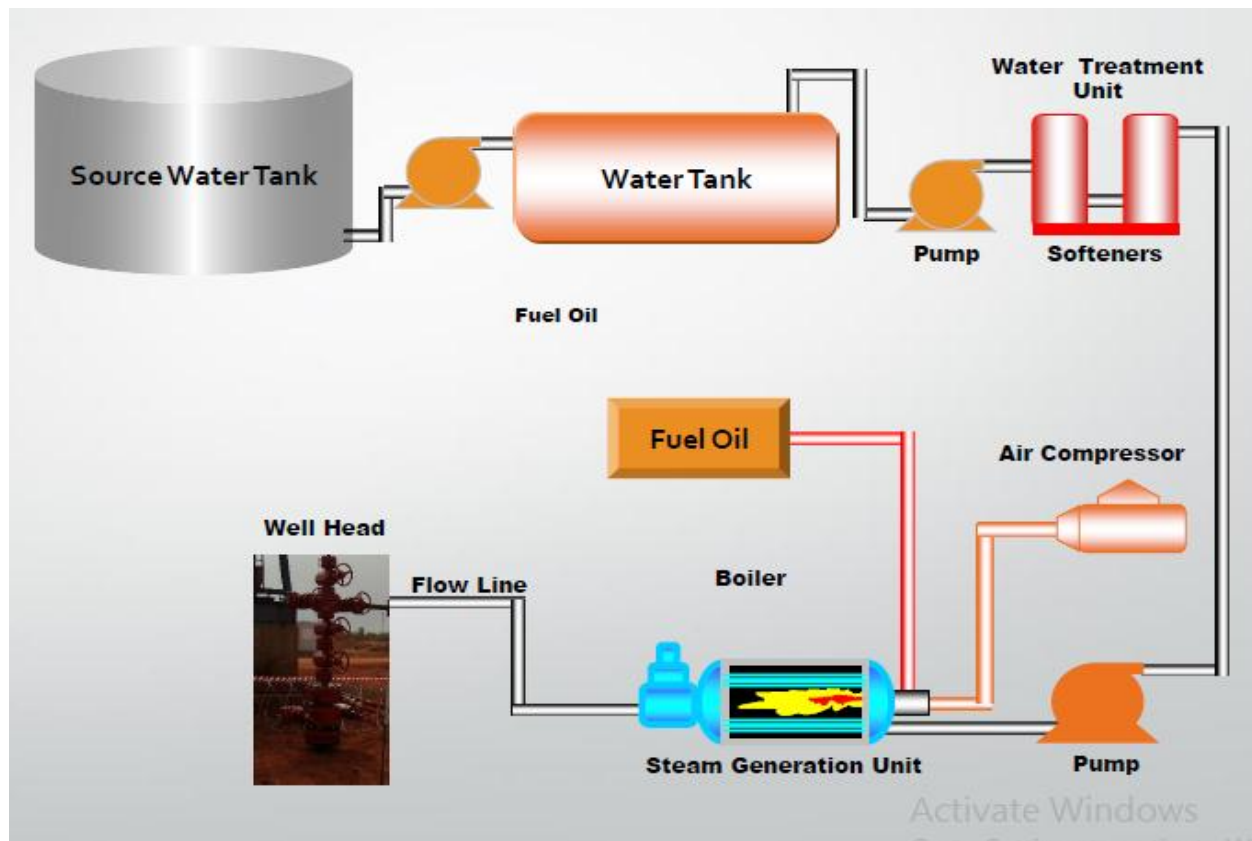 Water Treatment
Unit
Source Water Tank
Water Tank
Pump
Softeners
Fuel Oil
Fuel Oil
Air Compressor
Well Head
Flow Line
Boiler
Steam Generation Unit
Pump
Activate Windows